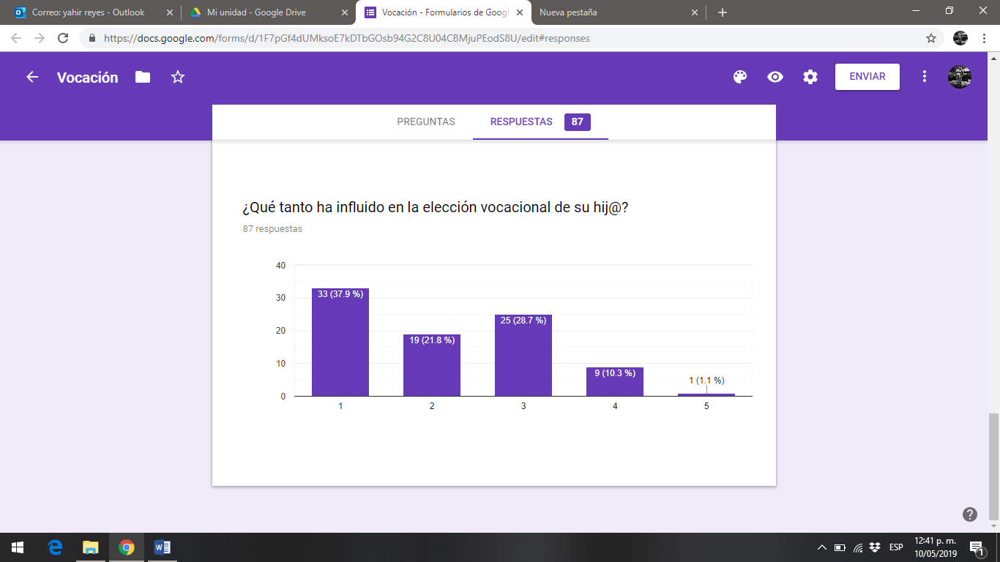 Correo: yahir reyes - Outlook
Mi unidad - Google Drive
Vocación - Formularios de Goog
Nueva pestaña
https://docs.google.com/forms/d/1F7pGf4dUMksoE7kDTbGOsb94G2C8U04CBMjuPEodS8U/edit#responses
Vocación
ENVIAR
PREGUNTAS
RESPUESTAS 87
¿Qué tanto ha influido en la elección vocacional de su hij@?
87 respuestas
40
30
20
10
0
33 (37.9 %)
19 (21.8 %)
25 (28.7 %)
9 (10.3 %)
1 (1.1 %)
1 2 3 4 5
ESP
12:41 p. m.
10/05/2019
1